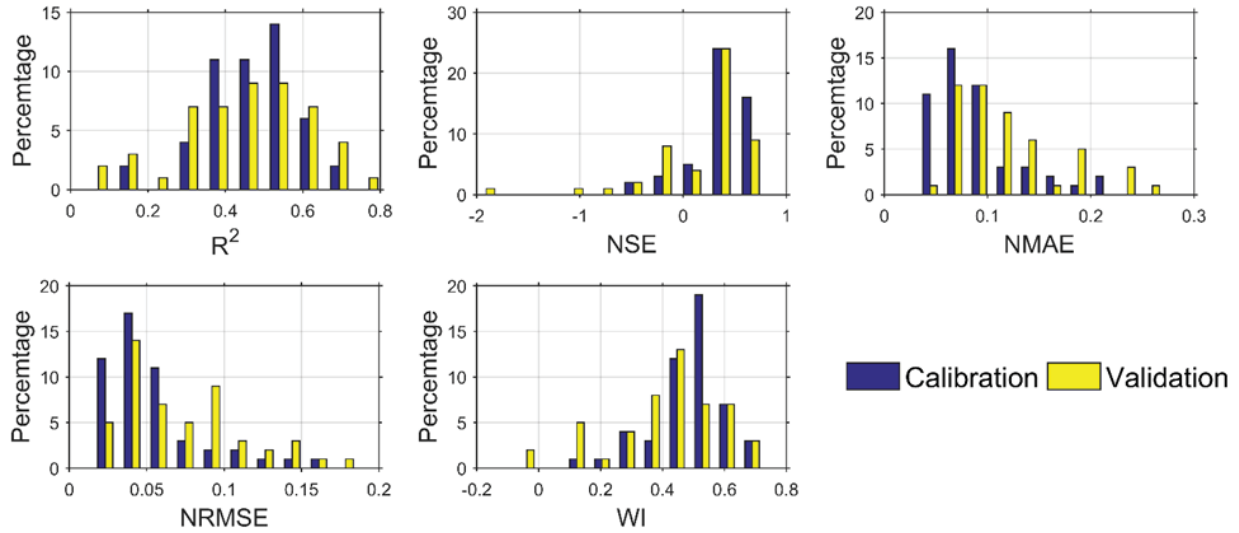 15
10
5
0
Percemtage
0 0.2 0.4 0.6 0.8
R²
30
20
10
0
Percemtage
-2 -1 0 1
NSE
20
15
10
5
0
Percemtage
0 0.1 0.2 0.3
NMAE
20
15
10
5
0
Percemtage
0 0.05 0.1 0.15 0.2
NRMSE
20
15
10
5
0
Percemtage
-0.2 0 0.2 0.4 0.6 0.8
WI
Calibration Validation